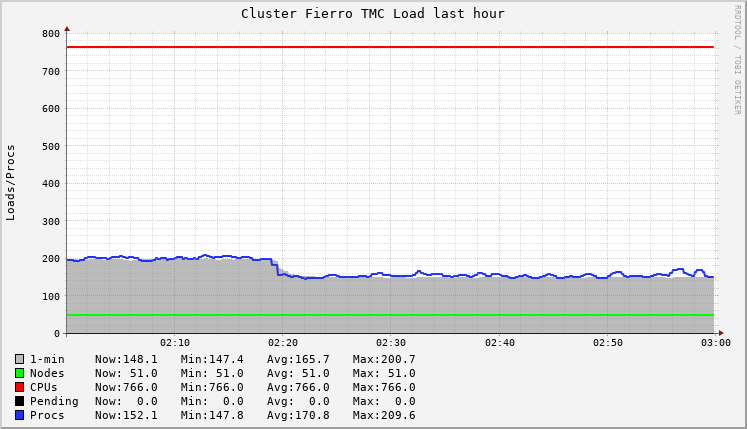 Cluster Fierro TMC Load last hour
RRDTOOL / TOBI OETIKER
Loads/Procs
800
700
600
500
400
300
200
100
0
02:10 02:20 02:30 02:40 02:50 03:00
1-min Now:148.1 Min:147.4 Avg:165.7 Max:200.7
Nodes Now: 51.0 Min: 51.0 Avg: 51.0 Max: 51.0
CPUs Now:766.0 Min:766.0 Avg:766.0 Max:766.0
Pending Now: 0.0 Min: 0.0 Avg: 0.0 Max: 0.0
Procs Now:152.1 Min:147.8 Avg:170.8 Max:209.6